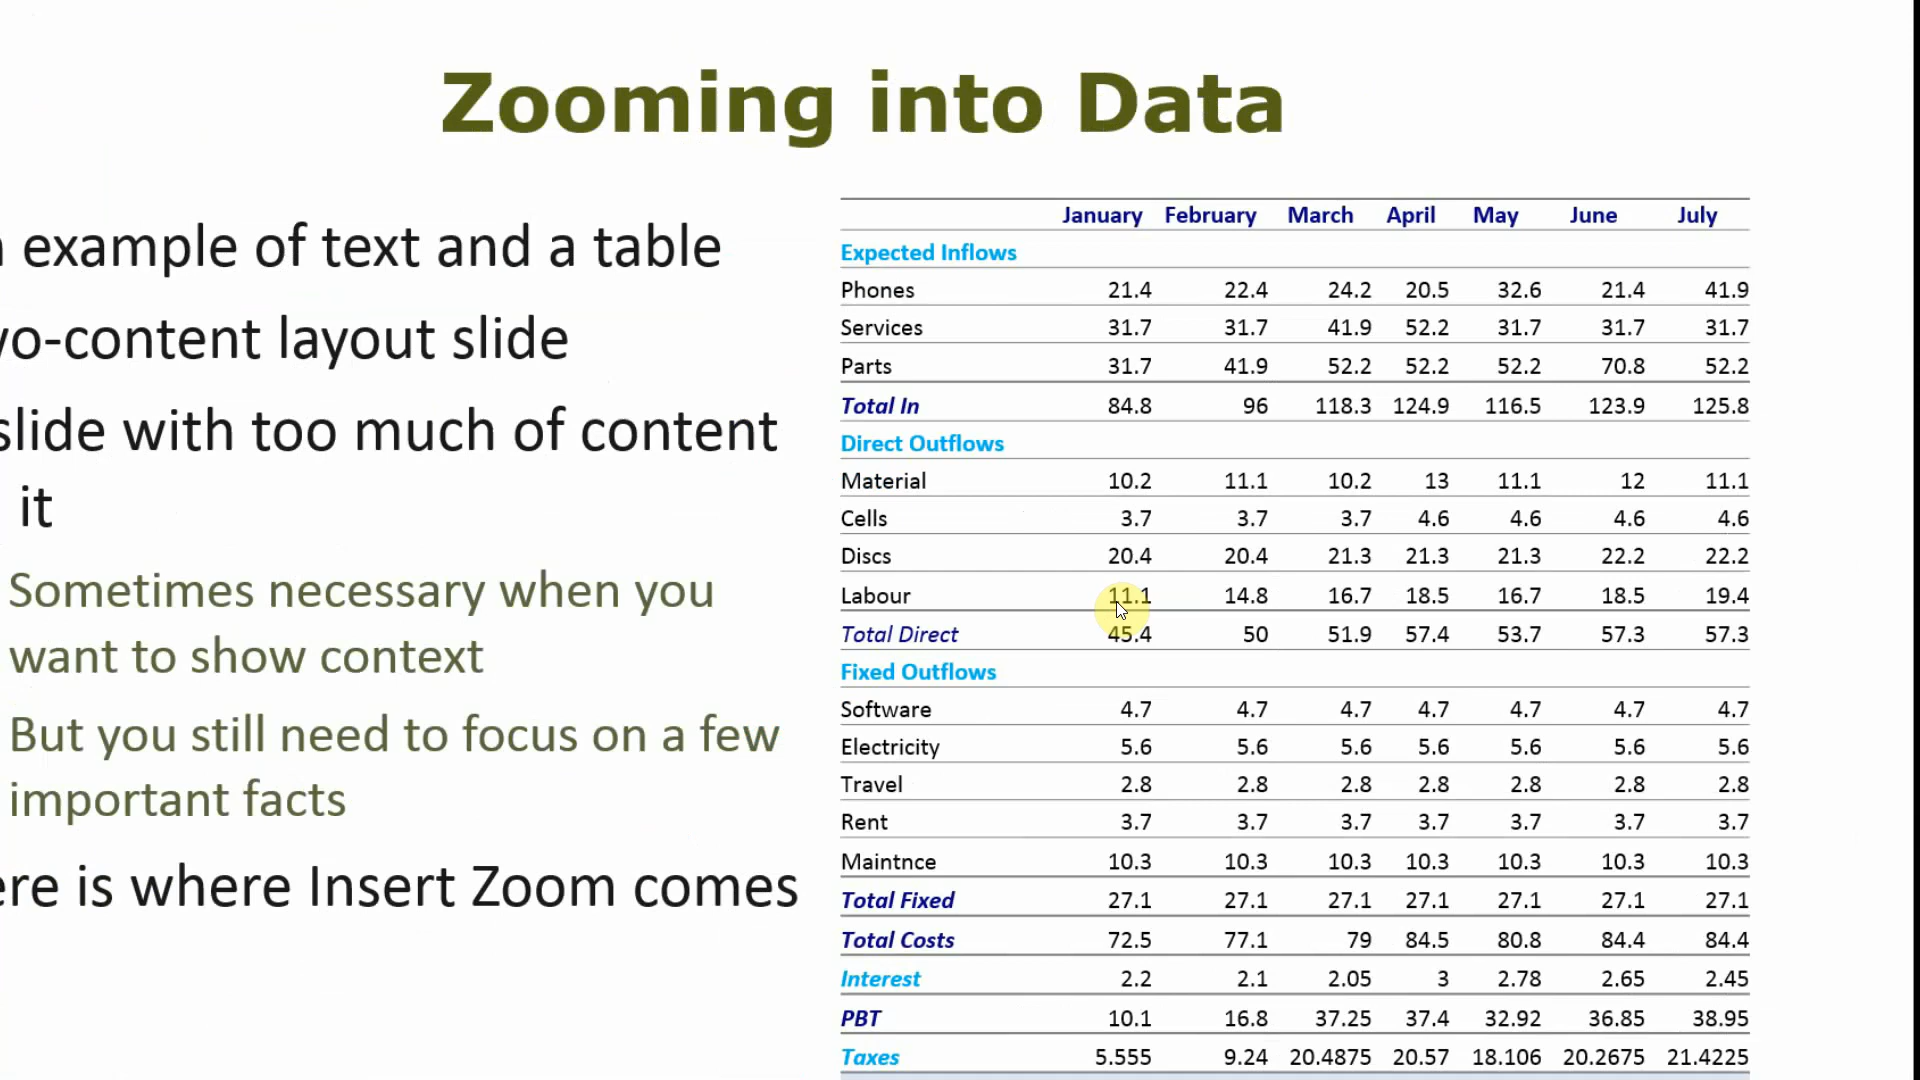 Zooming into Data
example of text and a table
o-content layout slide
slide with too much of content
it
Sometimes necessary when you
want to show context
But you still need to focus on a few
important facts
ere is where Insert Zoom comes
January February March April May June July
Expected Inflows
Phones 21.4 22.4 24.2 20.5 32.6 21.4 41.9
Services 31.7 31.7 41.9 52.2 31.7 31.7 31.7
Parts 31.7 41.9 52.2 52.2 52.2 70.8 52.2
Total In 84.8 96 118.3 124.9 116.5 123.9 125.8
Direct Outflows
Material 10.2 11.1 10.2 13 11.1 12 11.1
Cells 3.7 3.7 3.7 4.6 4.6 4.6 4.6
Discs 20.4 20.4 21.3 21.3 21.3 22.2 22.2
Labour 11.1 14.8 16.7 18.5 16.7 18.5 19.4
Total Direct 45.4 50 51.9 57.4 53.7 57.3 57.3
Fixed Outflows
Software 4.7 4.7 4.7 4.7 4.7 4.7 4.7
Electricity 5.6 5.6 5.6 5.6 5.6 5.6 5.6
Travel 2.8 2.8 2.8 2.8 2.8 2.8 2.8
Rent 3.7 3.7 3.7 3.7 3.7 3.7 3.7
Maintnce 10.3 10.3 10.3 10.3 10.3 10.3 10.3
Total Fixed 27.1 27.1 27.1 27.1 27.1 27.1 27.1
Total Costs 72.5 77.1 79 84.5 80.8 84.4 84.4
Interest 2.2 2.1 2.05 3 2.78 2.65 2.45
PBT 10.1 16.8 37.25 37.4 32.92 36.85 38.95
Taxes 5.555 9.24 20.4875 20.57 18.106 20.2675 21.4225